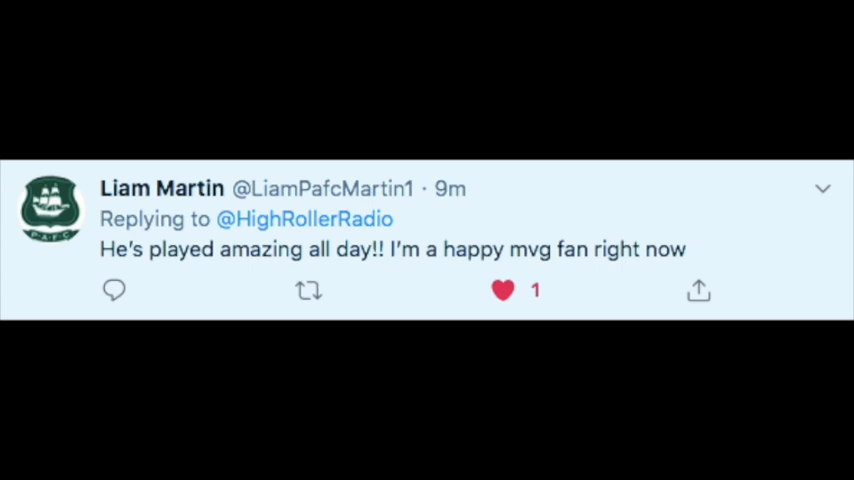 Liam Martin @LiamPafcMartin1 · 9m
Replying to @HighRollerRadio
He's played amazing all day!! I'm a happy mvg fan right now
1
P·A·F·C